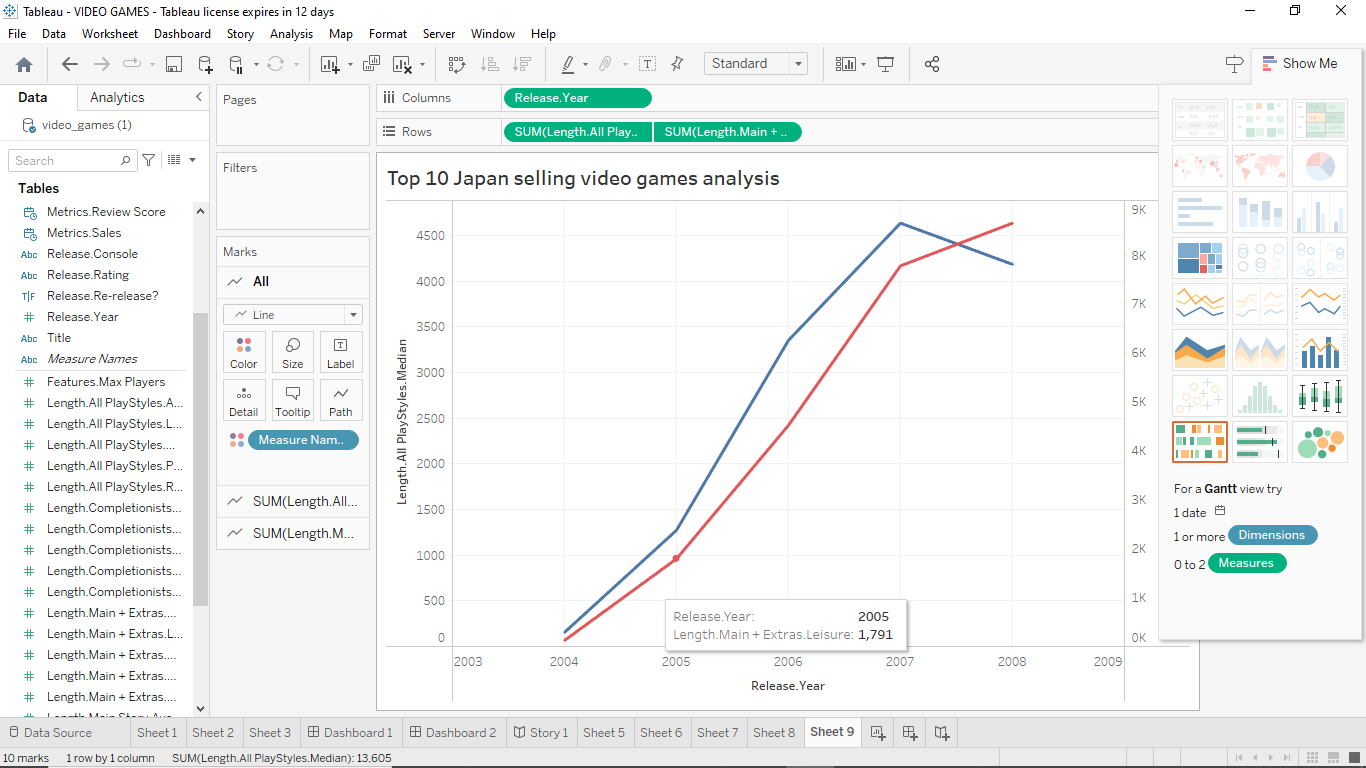 Tableau - VIDEO GAMES - Tableau license expires in 12 days
File Data Worksheet Dashboard Story Analysis Map Format Server Window Help
Standard
Show Me
Data Analytics
video_games (1)
Search
Tables
Metrics.Review Score
Metrics.Sales
Abc Release.Console
Abc Release.Rating
T|F Release.Re-release?
Release.Year
Abc Title
Abc Measure Names
Features.Max Players
Length.All PlayStyles.A...
Length.All PlayStyles.L...
Length.All PlayStyles....
Length.All PlayStyles.P...
Length.All PlayStyles.R...
Length.Completionists...
Length.Completionists...
Length.Completionists...
Length.Completionists...
Length.Completionists...
Length.Main + Extras....
Length.Main + Extras.L...
Length.Main + Extras....
Length.Main + Extras....
Length.Main + Extras....
Pages
Filters
Marks
All
Line
Color Size Label
Detail Tooltip Path
Measure Nam..
SUM(Length.All...
SUM(Length.M...
Columns Release.Year
Rows SUM(Length.All Play.. SUM(Length.Main + ..
Top 10 Japan selling video games analysis
Length.All PlayStyles.Median
4500
4000
3500
3000
2500
2000
1500
1000
500
0
9K
8K
7K
6K
5K
4K
3K
2K
1K
0K
Release.Year: 2005
Length.Main + Extras.Leisure: 1,791
2003 2004 2005 2006 2007 2008 2009
Release.Year
For a Gantt view try
1 date
1 or more Dimensions
0 to 2 Measures
Data Source Sheet 1 Sheet 2 Sheet 3 Dashboard 1 Dashboard 2 Story 1 Sheet 5 Sheet 6 Sheet 7 Sheet 8 Sheet 9
10 marks 1 row by 1 column SUM(Length.All PlayStyles.Median): 13,605